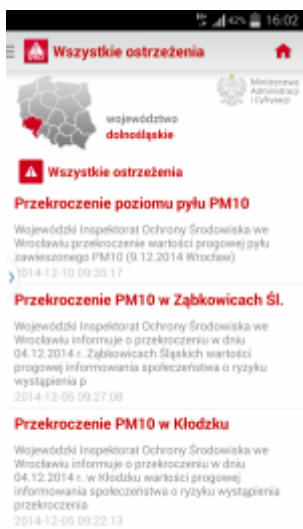 42% 16:02
Wszystkie ostrzeżenia
Ministerstwo
Administracji
i Cyfryzacji
województwo
dolnośląskie
Wszystkie ostrzeżenia
Przekroczenie poziomu pyłu PM10
Wojewódzki Inspektorat Ochrony Środowiska we
Wrocławiu:przekroczenie wartości progowej pyłu
zawieszonego PM10 (9.12.2014 Wrocław)
2014-12-10 09:35:17
Przekroczenie PM10 w Ząbkowicach Śl.
Wojewódzki Inspektorat Ochrony Środowiska we
Wrocławiu informuje o przekroczeniu w dniu
04.12.2014 r. Ząbkowicach Śląskich wartości
progowej informowania społeczeństwa o ryzyku
wystąpienia p
2014-12-05 09:27:08
Przekroczenie PM10 w Kłodzku
Wojewódzki Inspektorat Ochrony Środowiska we
Wrocławiu informuje o przekroczeniu w dniu
04.12.2014 r. w Kłodzku wartości progowej
informowania społeczeństwa o ryzyku wystąpienia
przekroczenia
2014-12-05 09:22:13